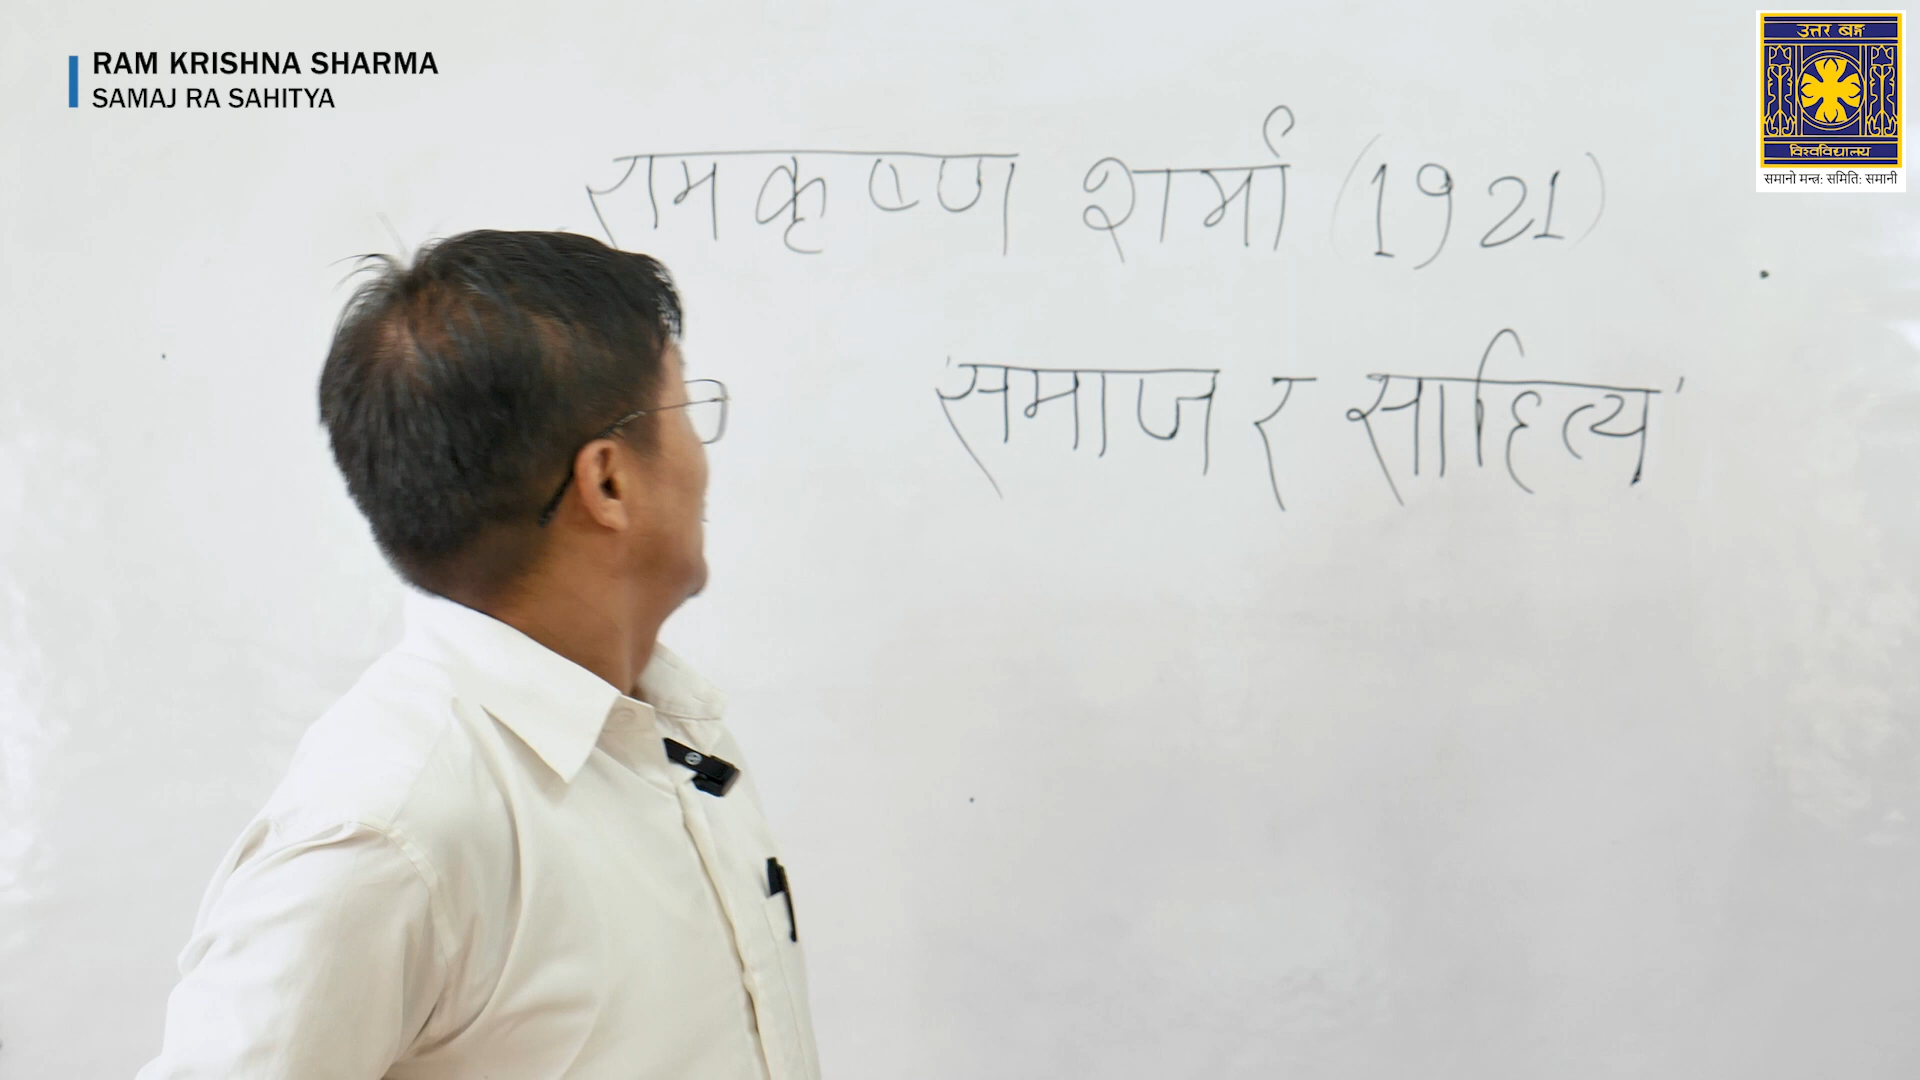 RAM KRISHNA SHARMA
SAMAJ RA SAHITYA
उत्तर बङ्ग
विश्वविद्यालय
समानो मन्त्र: समिति: समानी
रामकृष्ण शर्मा (1921)
'समाज र साहित्य'